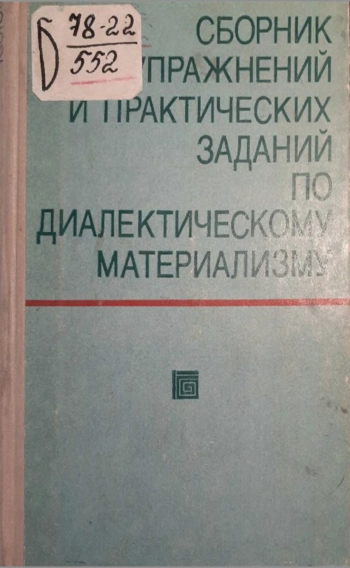 Б 78-22
552
СБОРНИК
УПРАЖНЕНИЙ
И ПРАКТИЧЕСКИХ
ЗАДАНИЙ
ПО
ДИАЛЕКТИЧЕСКОМУ
МАТЕРИАЛИЗМУ